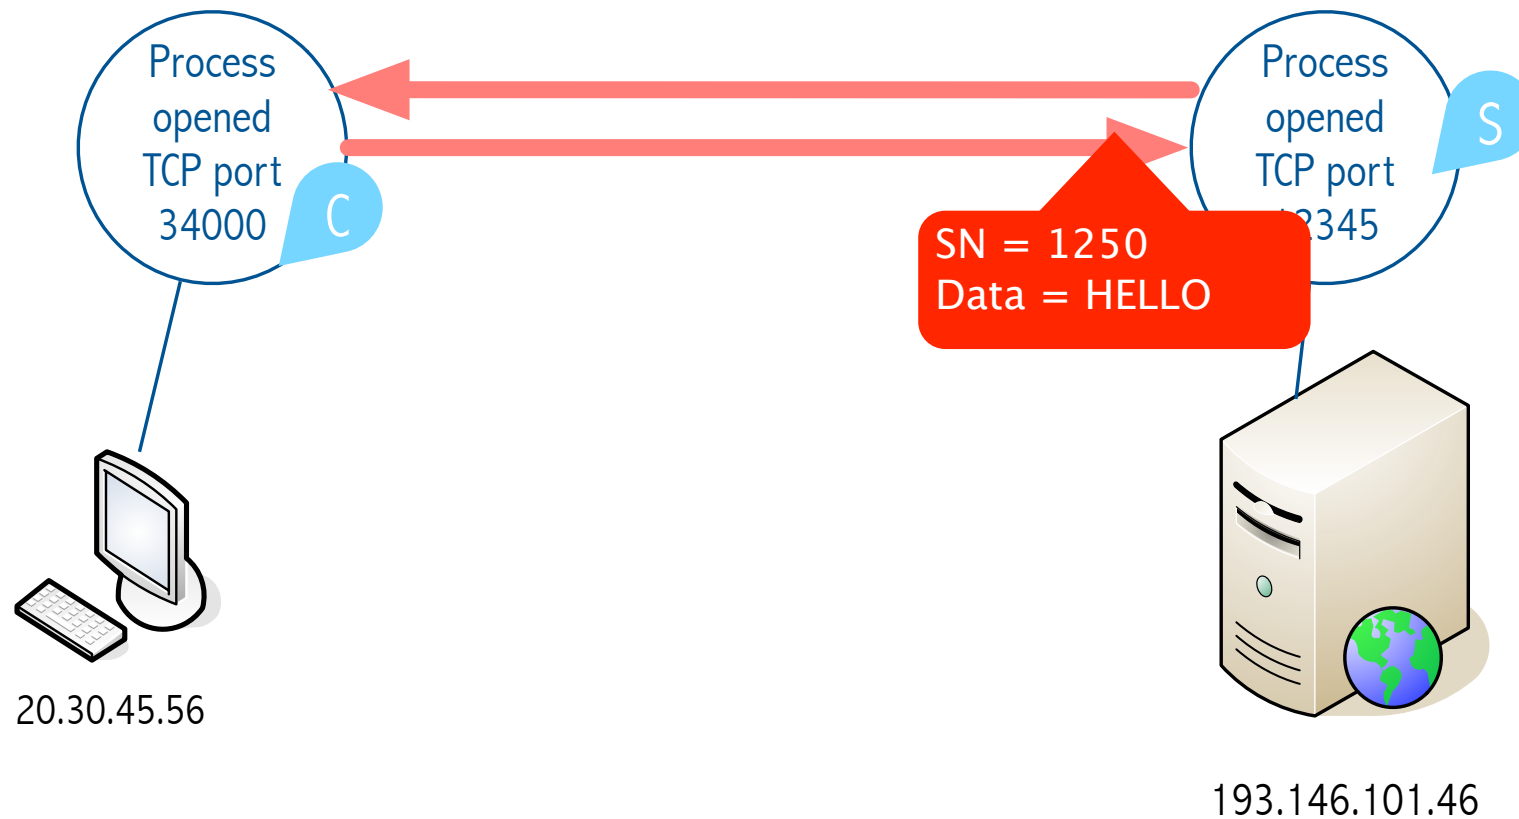 Process
opened
TCP port
34000
C
Process
opened
TCP port
2345
S
SN = 1250
Data = HELLO
20.30.45.56
193.146.101.46